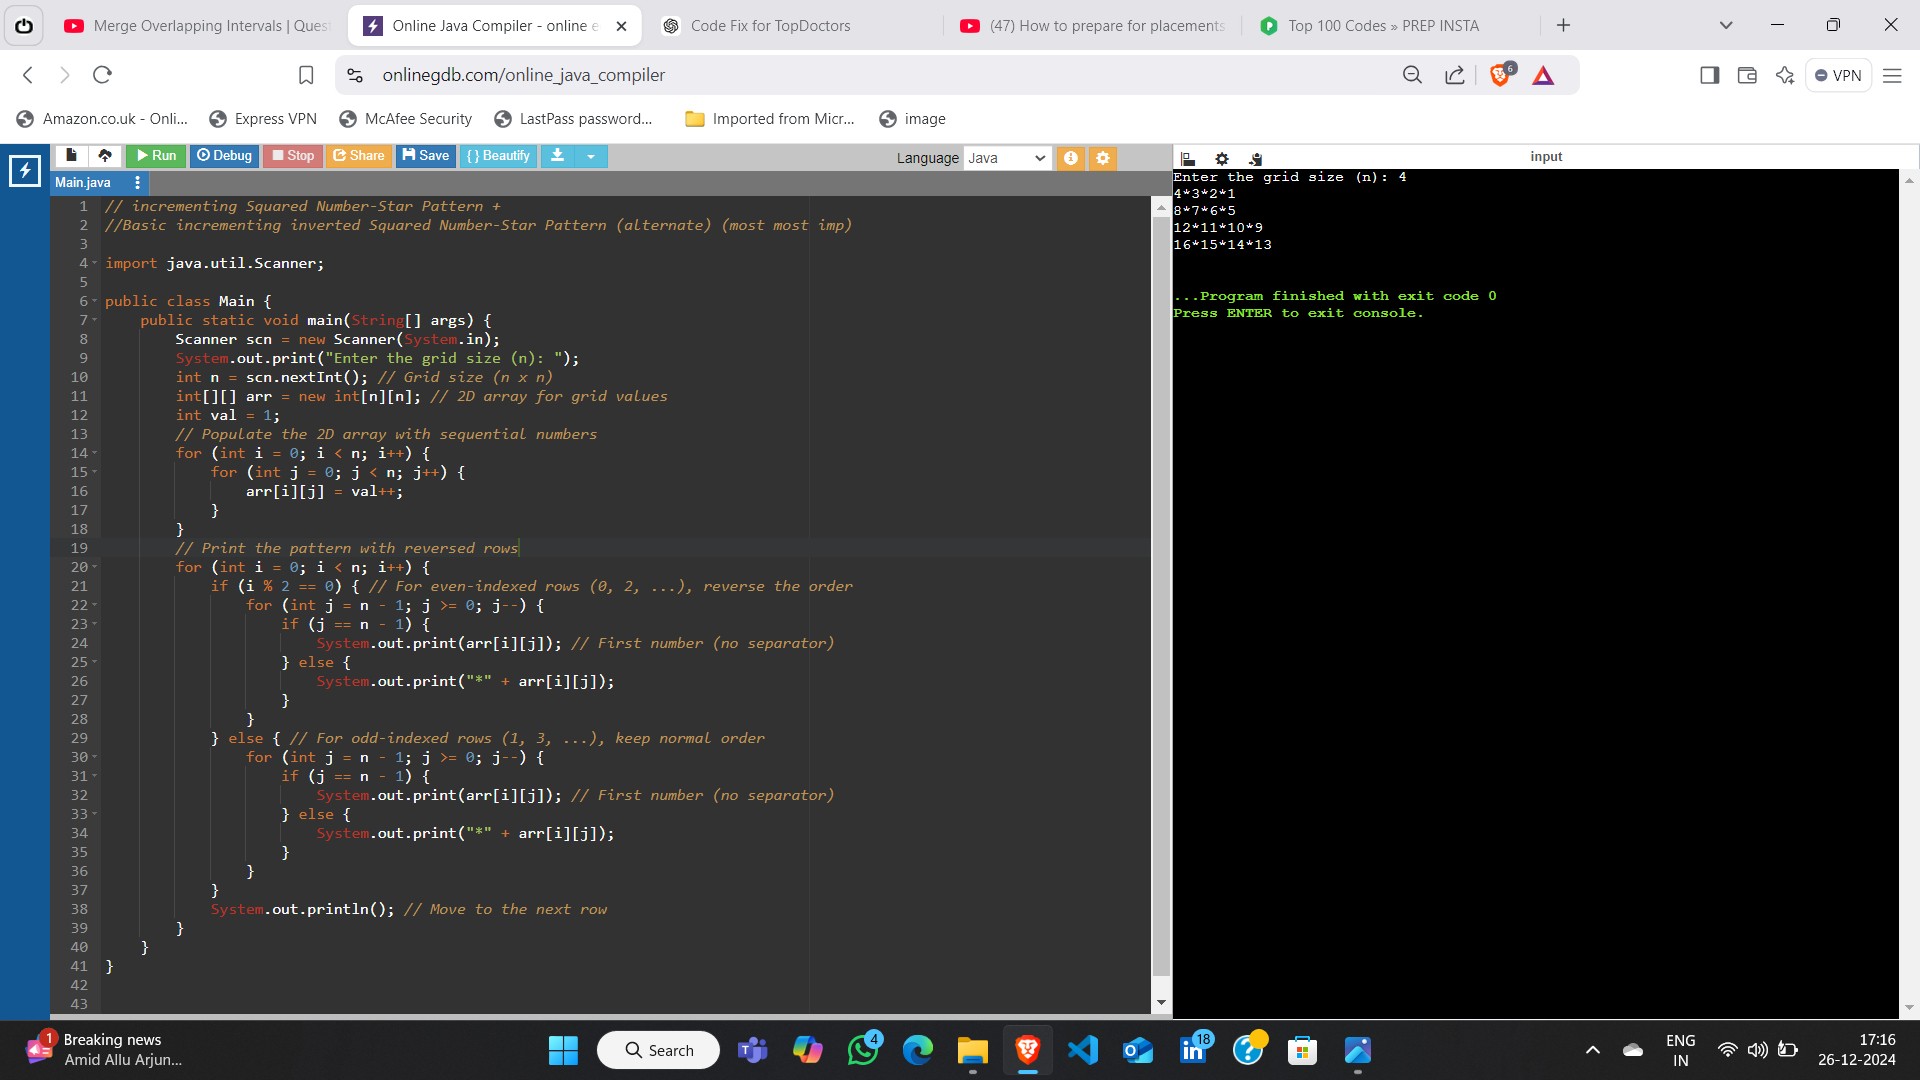 Merge Overlapping Intervals | Ques
Online Java Compiler - online e
Code Fix for TopDoctors
(47) How to prepare for placements
Top 100 Codes » PREP INSTA
onlinegdb.com/online_java_compiler
6
VPN
Amazon.co.uk - Onli...
Express VPN
McAfee Security
LastPass password...
Imported from Micr...
image
Run
Debug
Stop
Share
Save
{ } Beautify
Language Java
input
Main.java
1 // incrementing Squared Number-Star Pattern +
2 //Basic incrementing inverted Squared Number-Star Pattern (alternate) (most most imp)
3
4 import java.util.Scanner;
5
6 public class Main {
7 public static void main(String[] args) {
8 Scanner scn = new Scanner(System.in);
9 System.out.print("Enter the grid size (n): ");
10 int n = scn.nextInt(); // Grid size (n x n)
11 int[][] arr = new int[n][n]; // 2D array for grid values
12 int val = 1;
13 // Populate the 2D array with sequential numbers
14 for (int i = 0; i < n; i++) {
15 for (int j = 0; j < n; j++) {
16 arr[i][j] = val++;
17 }
18 }
19 // Print the pattern with reversed rows
20 for (int i = 0; i < n; i++) {
21 if (i % 2 == 0) { // For even-indexed rows (0, 2, ...), reverse the order
22 for (int j = n - 1; j >= 0; j--) {
23 if (j == n - 1) {
24 System.out.print(arr[i][j]); // First number (no separator)
25 } else {
26 System.out.print("*" + arr[i][j]);
27 }
28 }
29 } else { // For odd-indexed rows (1, 3, ...), keep normal order
30 for (int j = n - 1; j >= 0; j--) {
31 if (j == n - 1) {
32 System.out.print(arr[i][j]); // First number (no separator)
33 } else {
34 System.out.print("*" + arr[i][j]);
35 }
36 }
37 }
38 System.out.println(); // Move to the next row
39 }
40 }
41 }
42
43
Enter the grid size (n): 4
4*3*2*1
8*7*6*5
12*11*10*9
16*15*14*13
...Program finished with exit code 0
Press ENTER to exit console.
1
Breaking news
Amid Allu Arjun...
Search
4
18
ENG
IN
17:16
26-12-2024